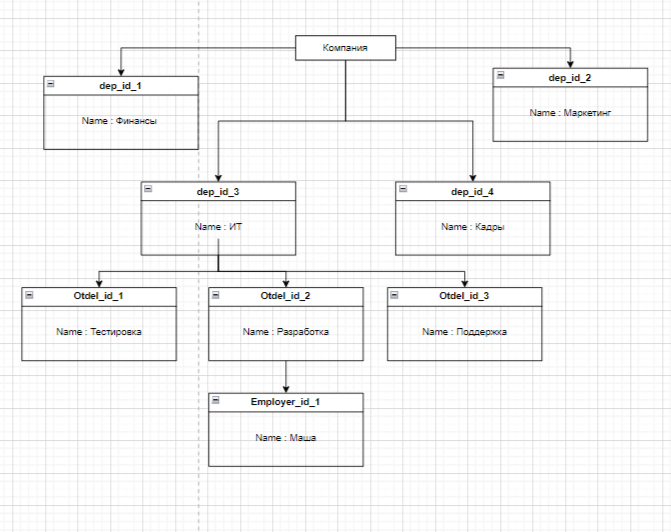 Компания
dep_id_1
Name : Финансы
dep_id_2
Name : Маркетинг
dep_id_3
Name : ИТ
dep_id_4
Name : Кадры
Otdel_id_1
Name : Тестировка
Otdel_id_2
Name : Разработка
Otdel_id_3
Name : Поддержка
Employer_id_1
Name : Маша